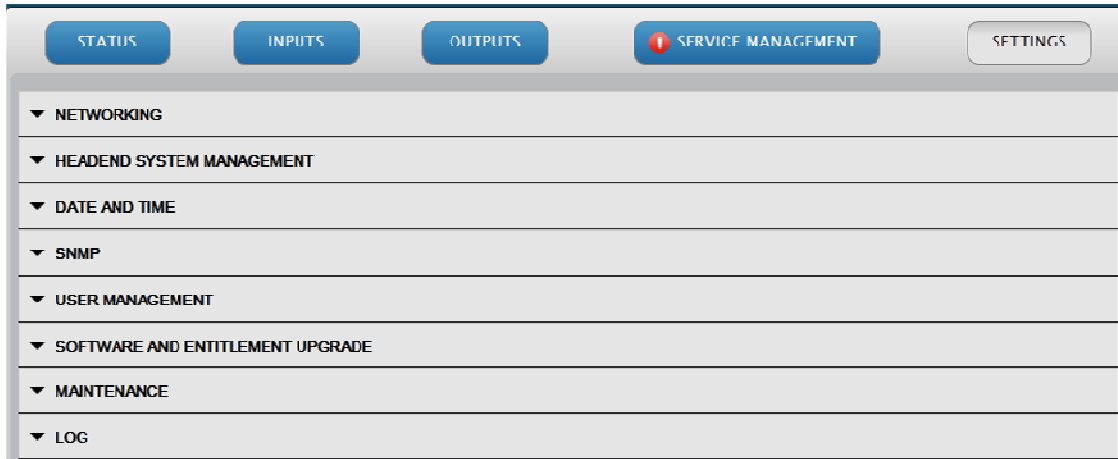 STATUS INPUTS OUTPUTS SERVICE MANAGEMENT SETTINGS
NETWORKING
HEADEND SYSTEM MANAGEMENT
DATE AND TIME
SNMP
USER MANAGEMENT
SOFTWARE AND ENTITLEMENT UPGRADE
MAINTENANCE
LOG